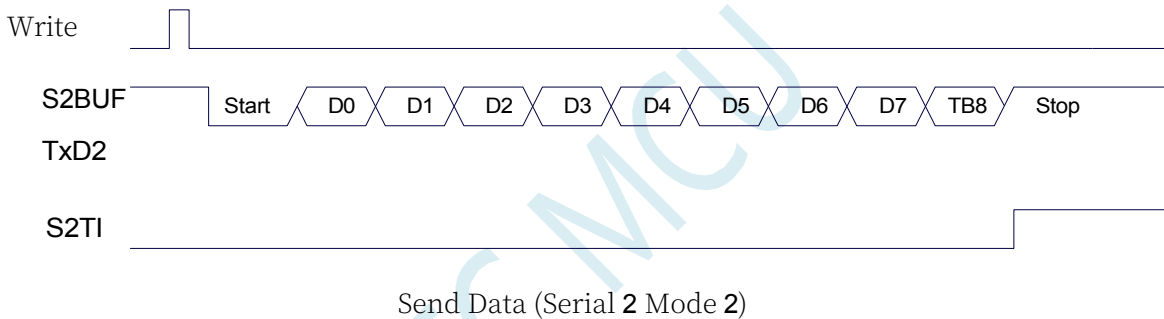 Write
S2BUF
Start D0 D1 D2 D3 D4 D5 D6 D7 TB8 Stop
TxD2
S2TI
Send Data (Serial 2 Mode 2)
MCU